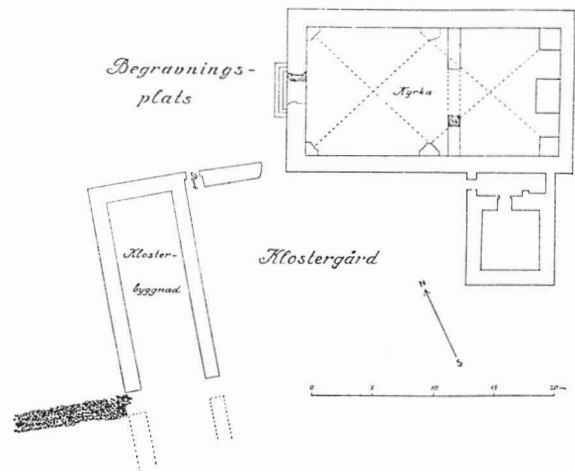 Begravnings-
plats
Kyrka
Kloster-
byggnad
Klostergård
N
S
0 5 10 15 20 m